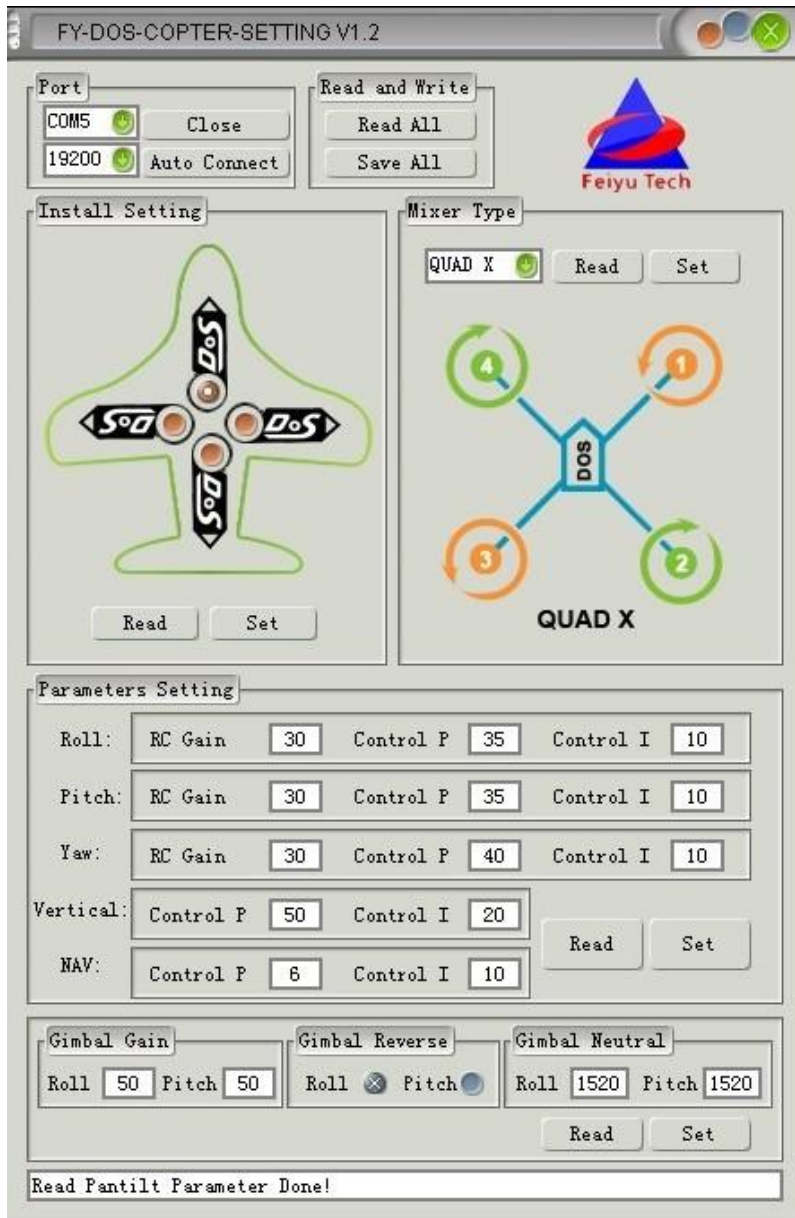 FY-DOS-COPTER-SETTING V1.2
Port
COM5 Close
19200 Auto Connect
Read and Write
Read All
Save All
Feiyu Tech
Install Setting
DoS
DoS DoS
DoS
Read Set
Mixer Type
QUAD X Read Set
4 1
DOS
3 2
QUAD X
Parameters Setting
Roll: RC Gain 30 Control P 35 Control I 10
Pitch: RC Gain 30 Control P 35 Control I 10
Yaw: RC Gain 30 Control P 40 Control I 10
Vertical: Control P 50 Control I 20
NAV: Control P 6 Control I 10
Read Set
Gimbal Gain
Roll 50 Pitch 50
Gimbal Reverse
Roll Pitch
Gimbal Neutral
Roll 1520 Pitch 1520
Read Set
Read Pantilt Parameter Done!